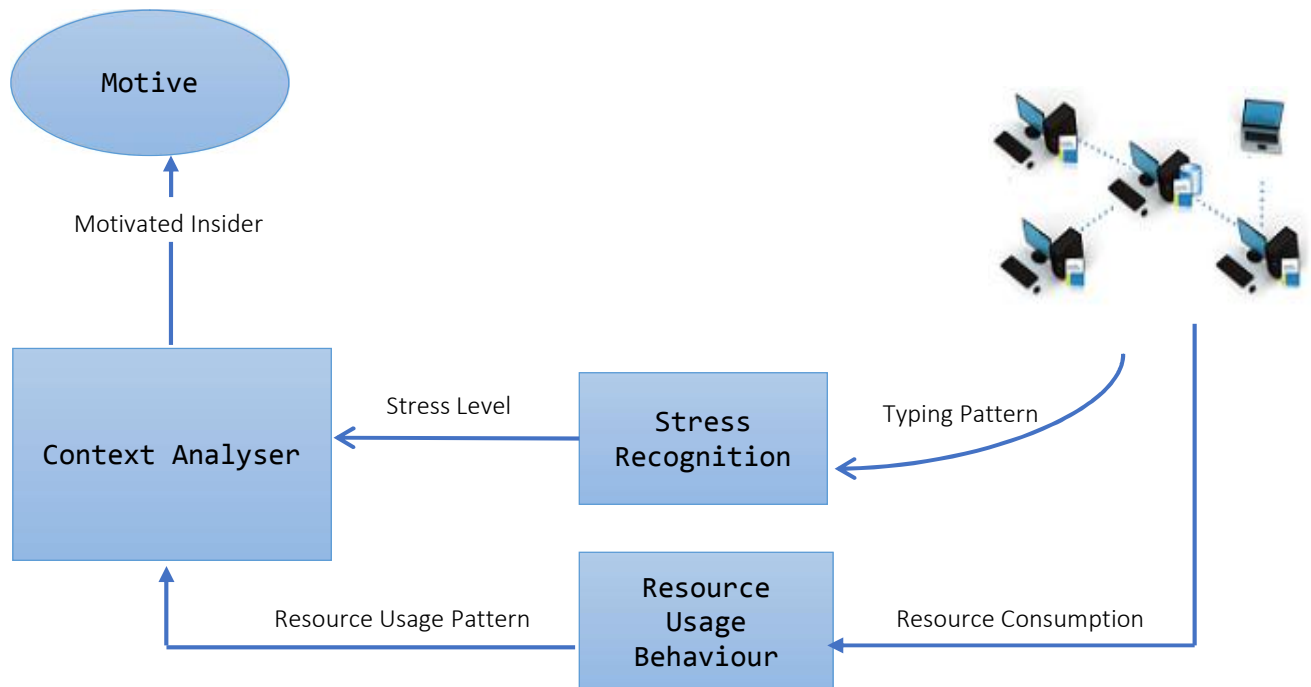 Motive
Motivated Insider
Context Analyser
Stress Level
Stress
Recognition
Typing Pattern
Resource Usage Pattern
Resource
Usage
Behaviour
Resource Consumption